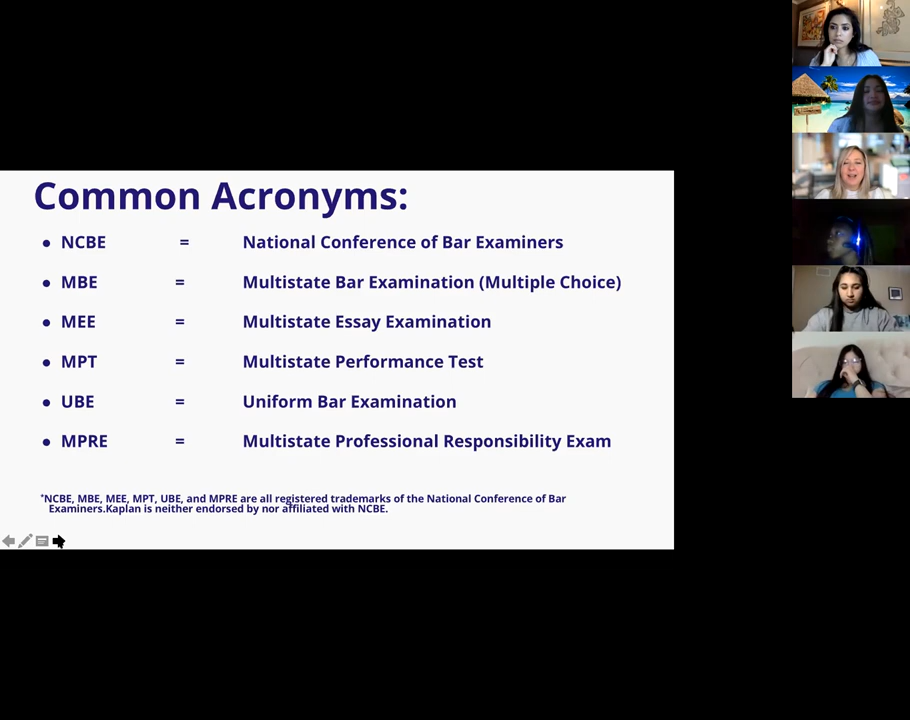 Common Acronyms:
• NCBE = National Conference of Bar Examiners
• MBE = Multistate Bar Examination (Multiple Choice)
• MEE = Multistate Essay Examination
• MPT = Multistate Performance Test
• UBE = Uniform Bar Examination
• MPRE = Multistate Professional Responsibility Exam
*NCBE, MBE, MEE, MPT, UBE, and MPRE are all registered trademarks of the National Conference of Bar
Examiners.Kaplan is neither endorsed by nor affiliated with NCBE.